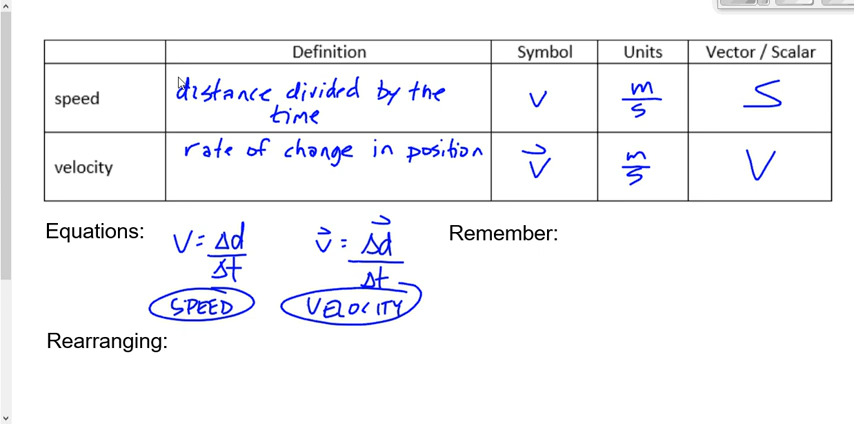 Definition Symbol Units Vector / Scalar
speed distance divided by the time v m/s S
velocity rate of change in position v⃗ m/s V
Equations: v = Δd/Δt v⃗ = Δd⃗/Δt Remember:
SPEED VELOCITY
Rearranging: